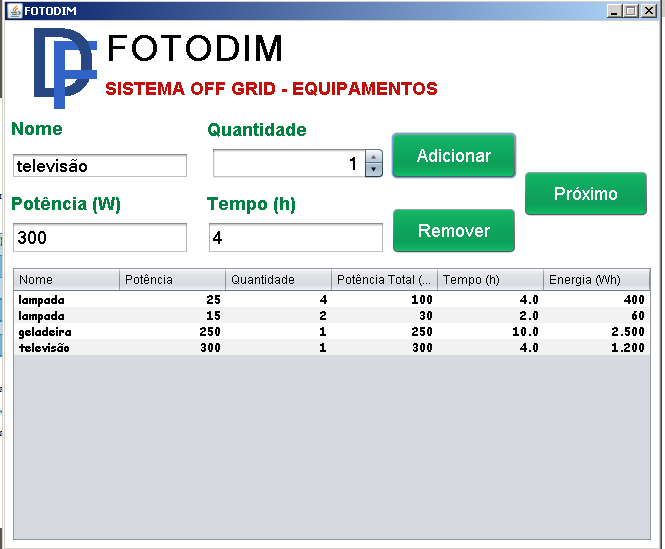 FOTODIM
DF FOTODIM
SISTEMA OFF GRID - EQUIPAMENTOS
Nome Quantidade
televisão 1 Adicionar
Próximo
Potência (W) Tempo (h)
300 4 Remover
Nome Potência Quantidade Potência Total (... Tempo (h) Energia (Wh)
lampada 25 4 100 4.0 400
lampada 15 2 30 2.0 60
geladeira 250 1 250 10.0 2.500
televisão 300 1 300 4.0 1.200